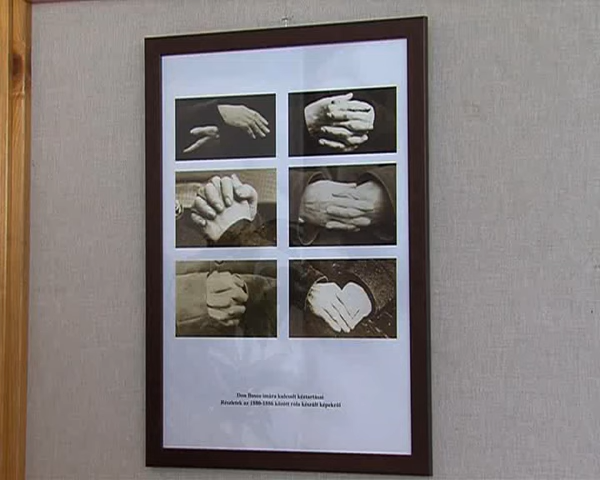 Don Bosco imára kulcsolt kéztartásai
Részletek az 1880-1886 között róla készült képekről